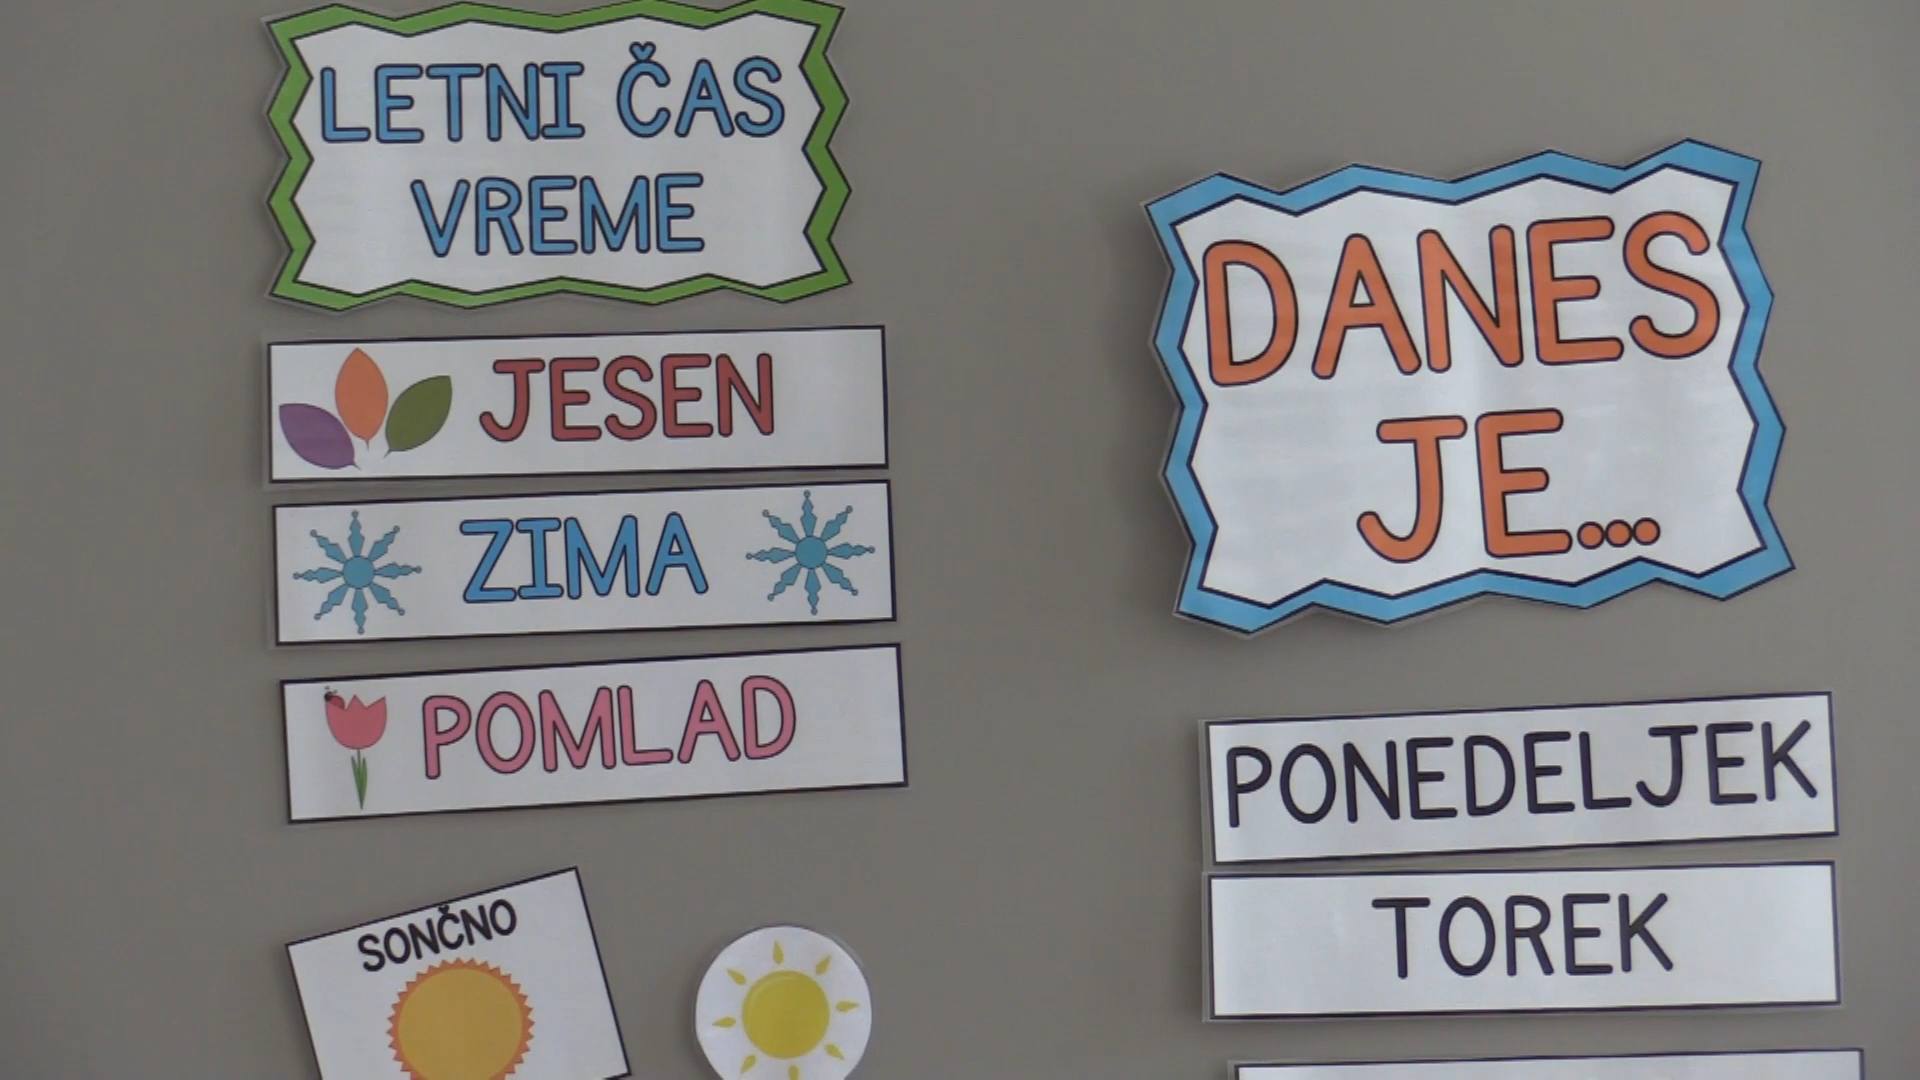 LETNI ČAS
VREME
JESEN
ZIMA
POMLAD
SONČNO
DANES
JE...
PONEDELJEK
TOREK